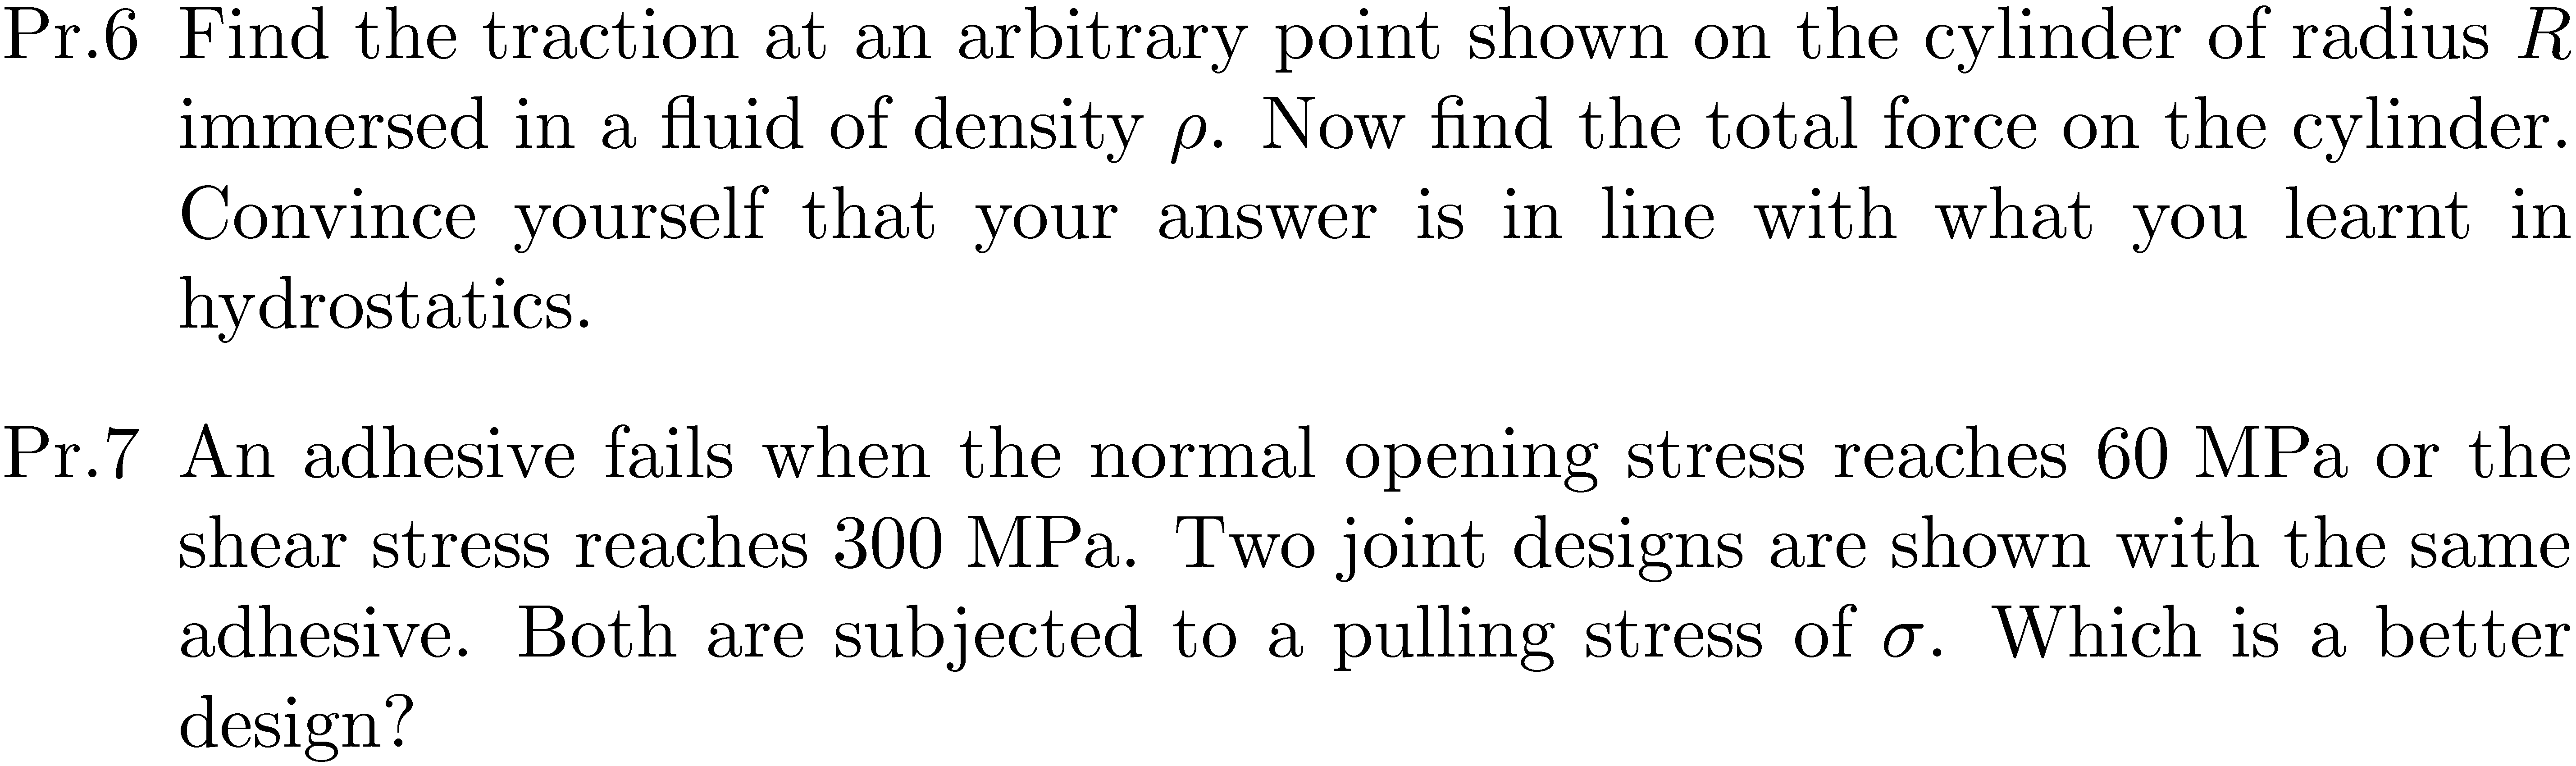 Pr.6 Find the traction at an arbitrary point shown on the cylinder of radius R
immersed in a fluid of density ρ. Now find the total force on the cylinder.
Convince yourself that your answer is in line with what you learnt in
hydrostatics.
Pr.7 An adhesive fails when the normal opening stress reaches 60 MPa or the
shear stress reaches 300 MPa. Two joint designs are shown with the same
adhesive. Both are subjected to a pulling stress of σ. Which is a better
design?